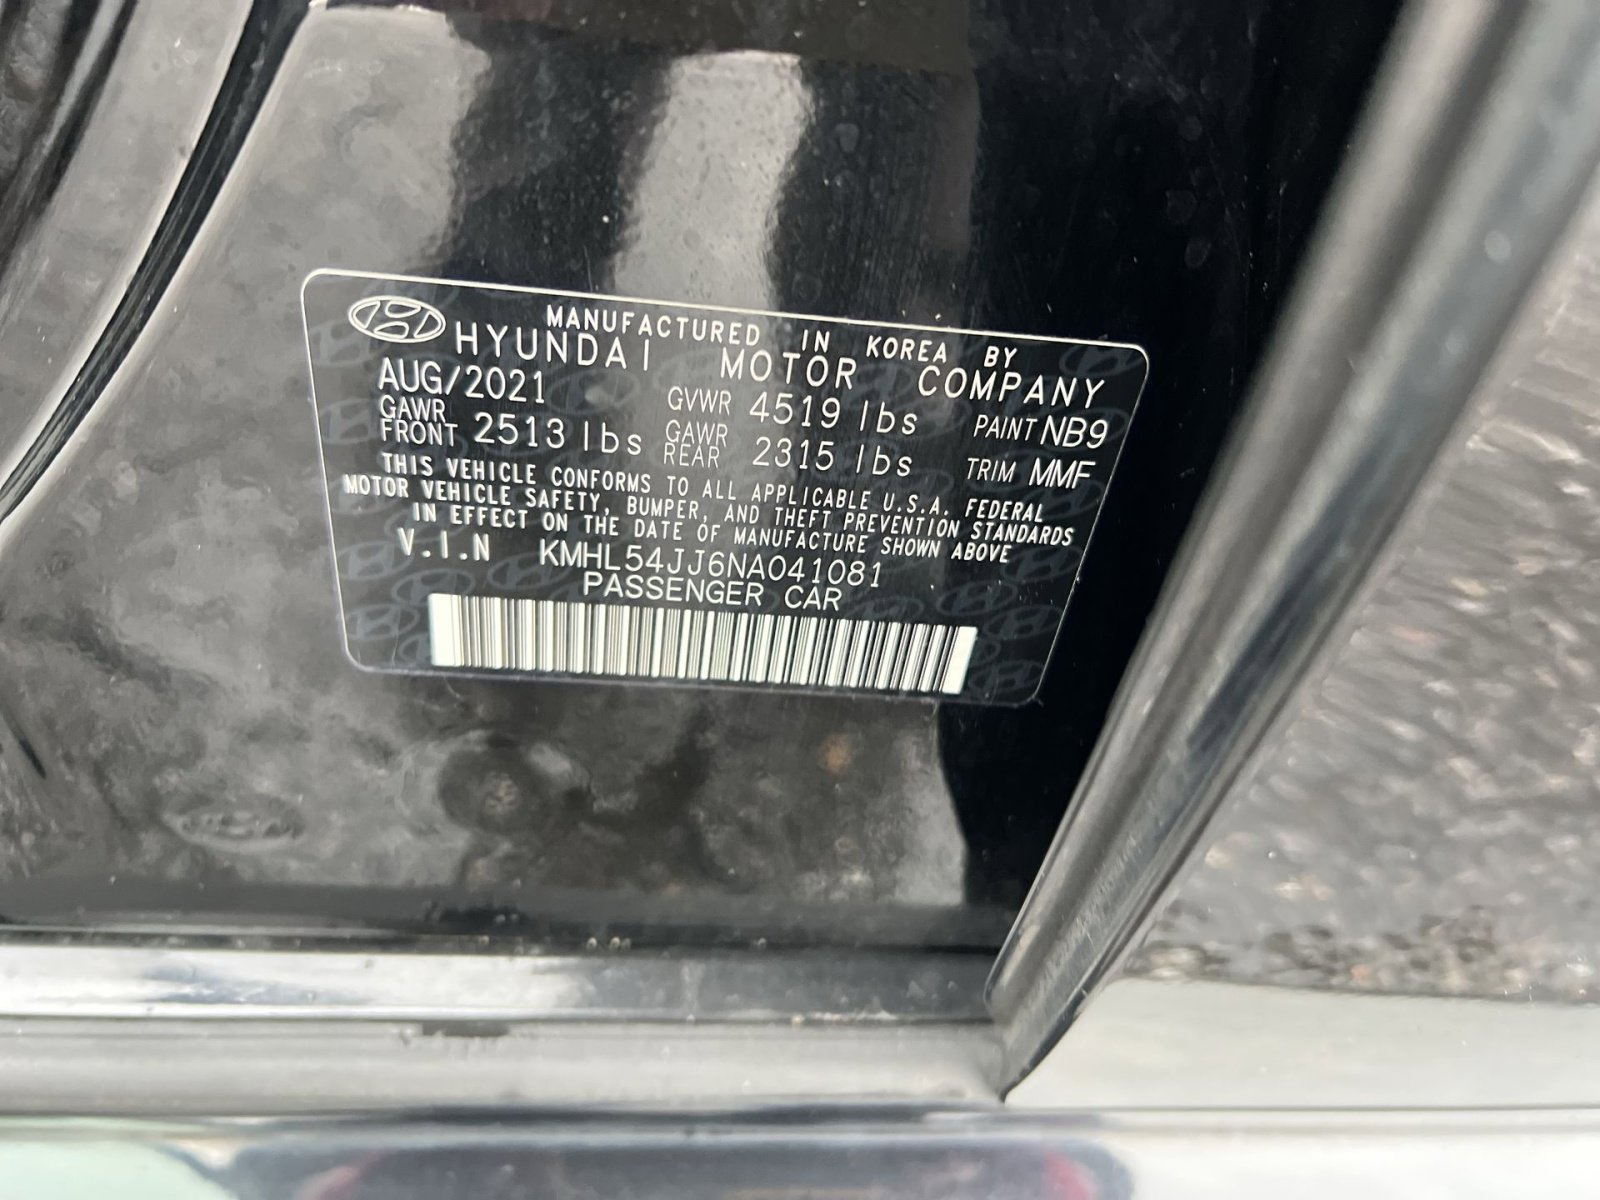 MANUFACTURED IN KOREA BY
HYUNDAI MOTOR COMPANY
AUG/2021 GVWR 4519 lbs PAINT NB9
GAWR FRONT 2513 lbs GAWR REAR 2315 lbs TRIM MMF
THIS VEHICLE CONFORMS TO ALL APPLICABLE U.S.A. FEDERAL
MOTOR VEHICLE SAFETY, BUMPER, AND THEFT PREVENTION STANDARDS
IN EFFECT ON THE DATE OF MANUFACTURE SHOWN ABOVE
V.I.N KMHL54JJ6NA041081
PASSENGER CAR